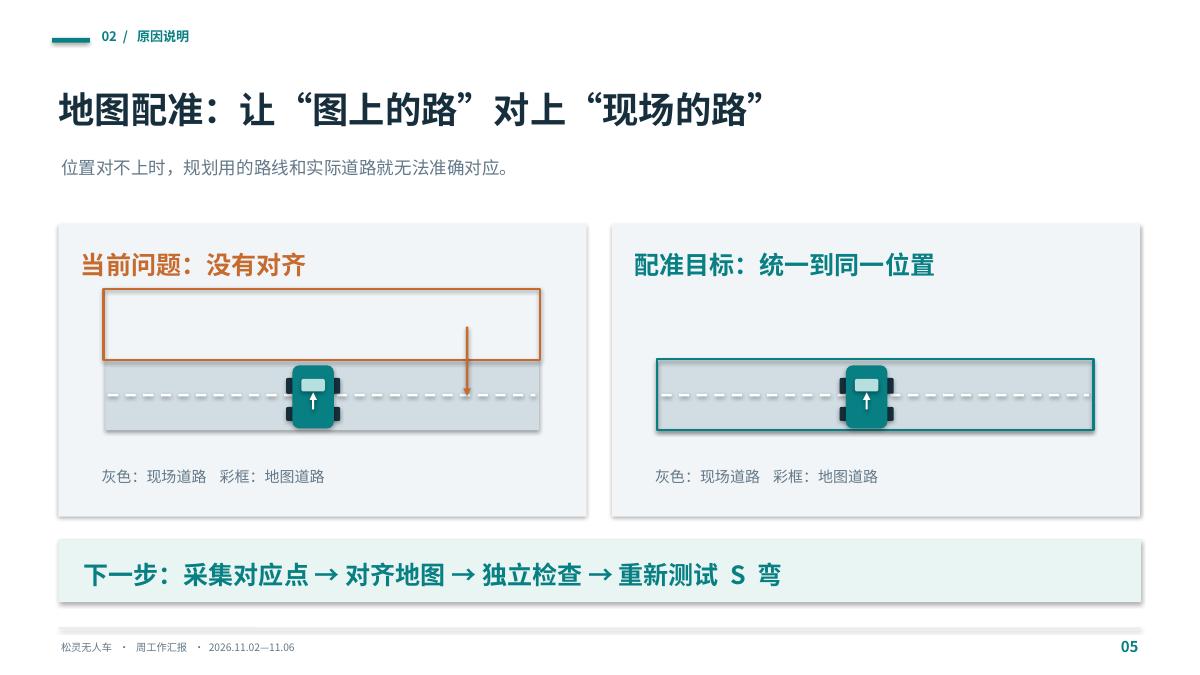 02 / 原因说明
地图配准：让“图上的路”对上“现场的路”
位置对不上时，规划用的路线和实际道路就无法准确对应。
当前问题：没有对齐
灰色：现场道路 彩框：地图道路
配准目标：统一到同一位置
灰色：现场道路 彩框：地图道路
下一步：采集对应点 → 对齐地图 → 独立检查 → 重新测试 S 弯
松灵无人车 · 周工作汇报 · 2026.11.02—11.06
05